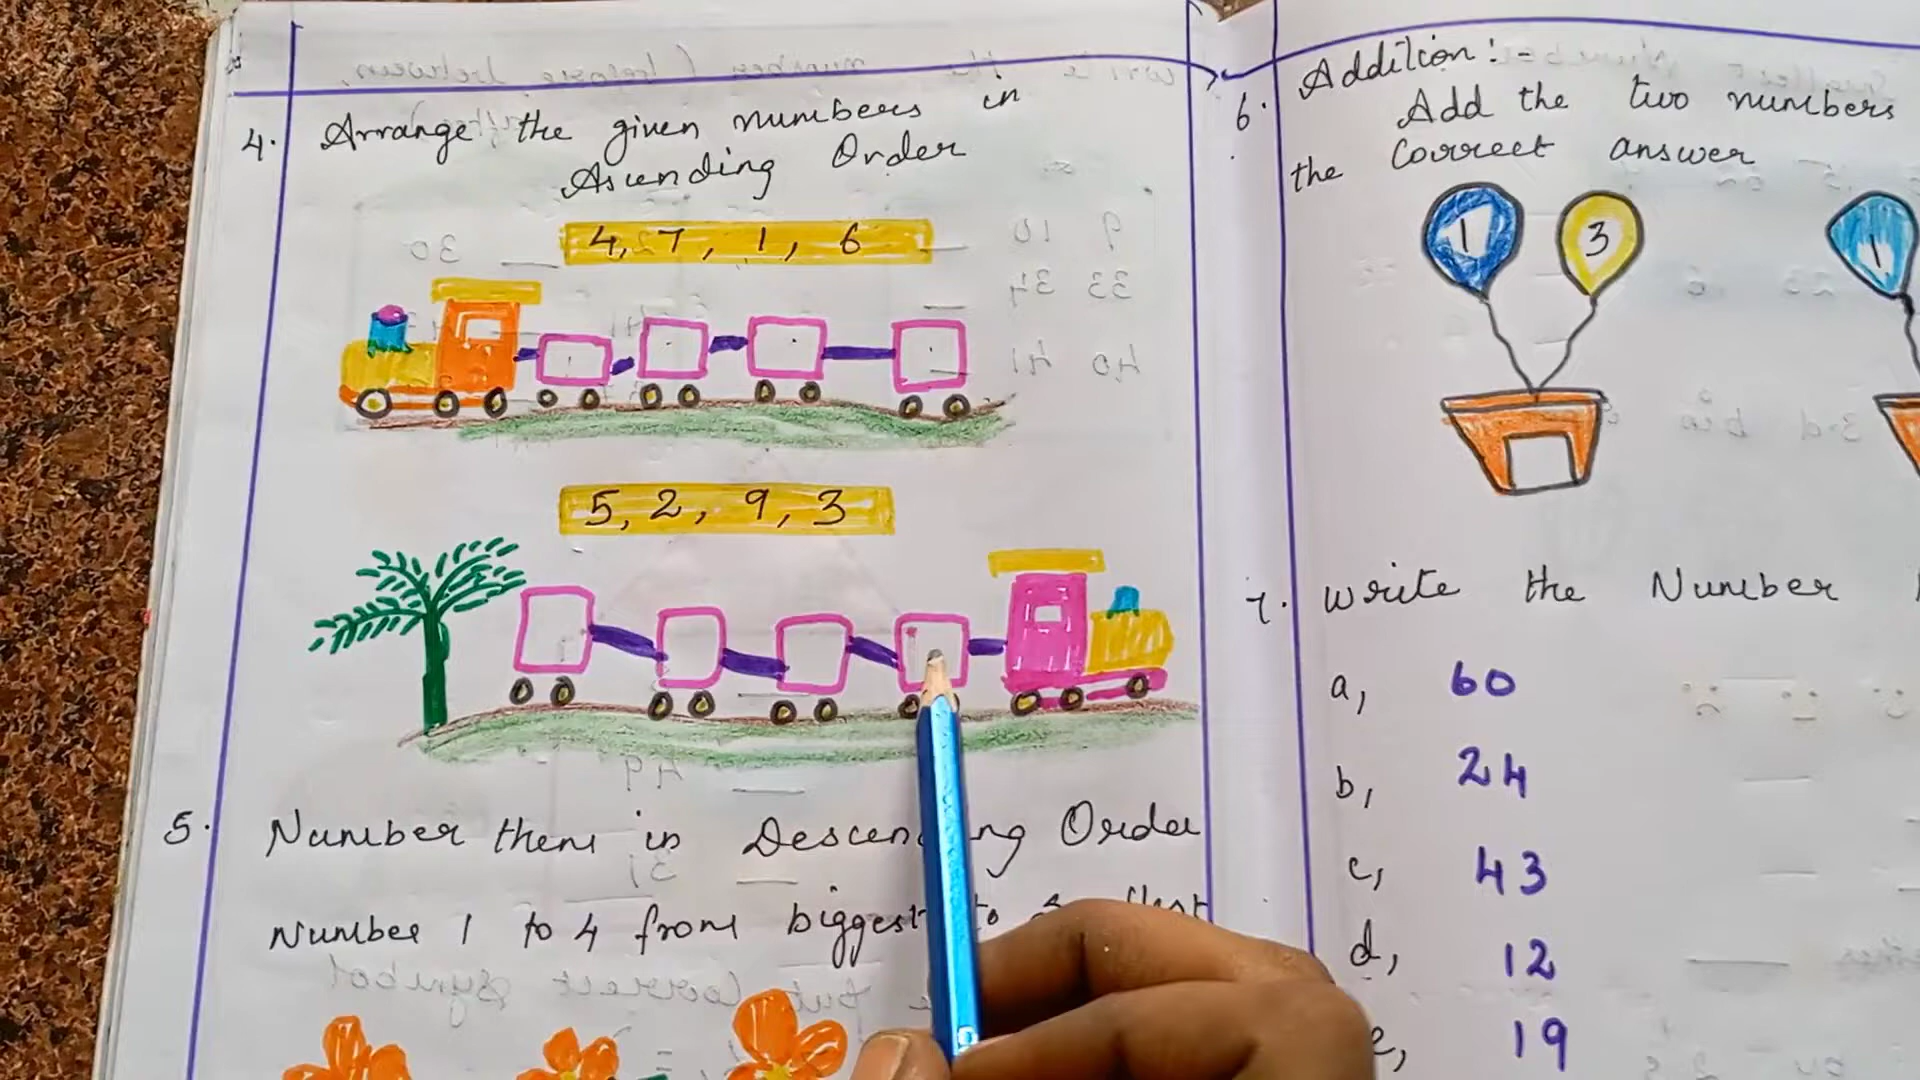 4. Arrange the given numbers in
Ascending Order
4, 7, 1, 6
5, 2, 9, 3
5. Number them in Descending Order
Number 1 to 4 from biggest to
6. Addition:-
Add the two numbers
the correct answer
1 3
1
7. Write the Number
a, 60
b, 24
c, 43
d, 12
e, 19